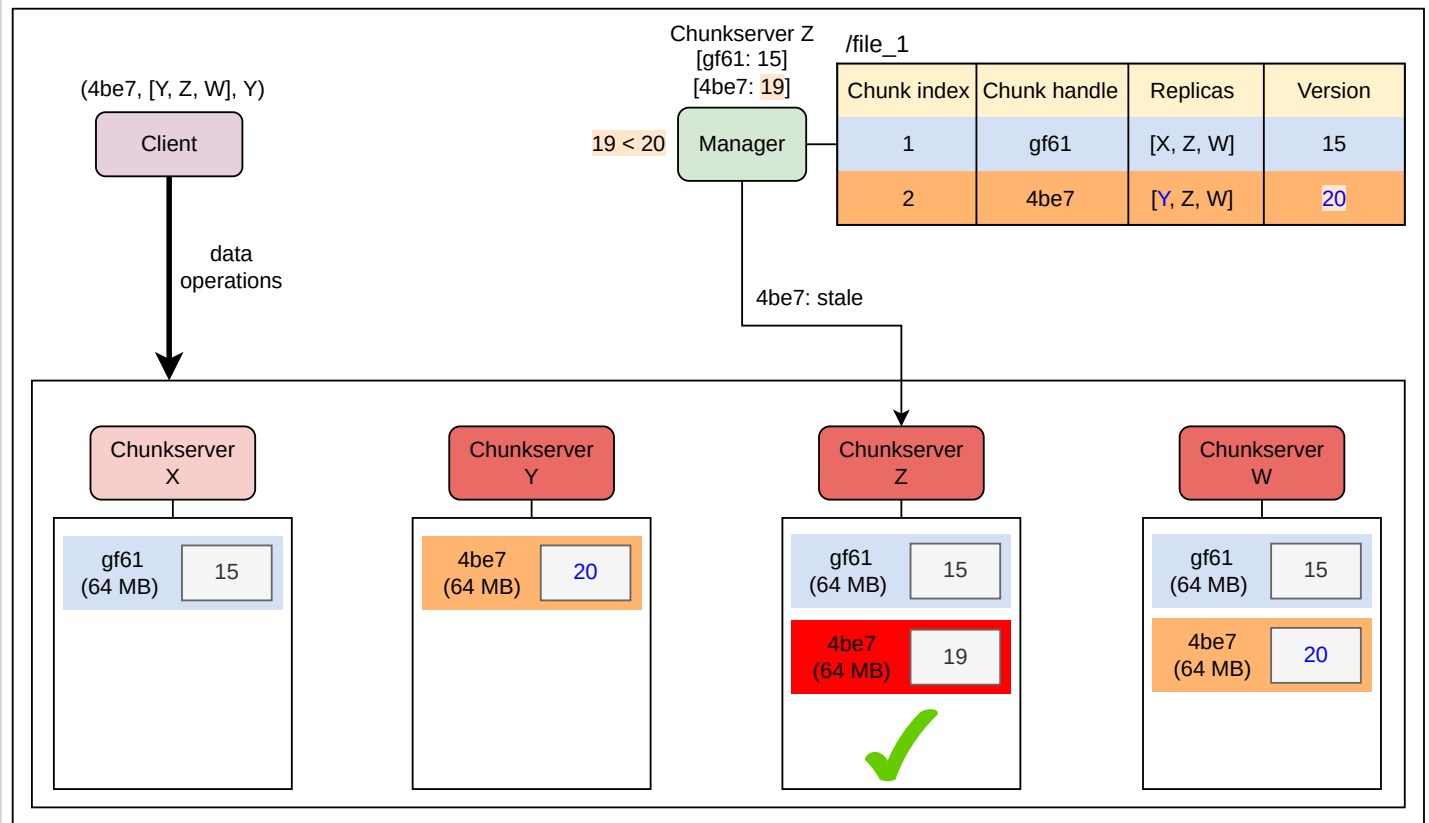 Chunkserver Z
[gf61: 15]
[4be7: 19]
/file_1
(4be7, [Y, Z, W], Y)
Client
19 < 20
Manager
Chunk index Chunk handle Replicas Version
1 gf61 [X, Z, W] 15
2 4be7 [Y, Z, W] 20
data
operations
4be7: stale
Chunkserver
X
Chunkserver
Y
Chunkserver
Z
Chunkserver
W
gf61
(64 MB)
15
4be7
(64 MB)
20
gf61
(64 MB)
15
4be7
(64 MB)
19
gf61
(64 MB)
15
4be7
(64 MB)
20